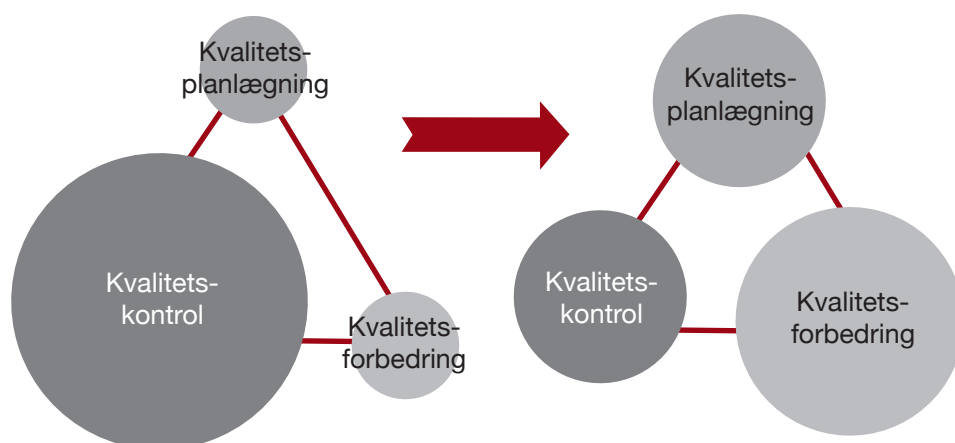 Kvalitets-
planlægning
Kvalitets-
kontrol
Kvalitets-
forbedring
Kvalitets-
planlægning
Kvalitets-
kontrol
Kvalitets-
forbedring